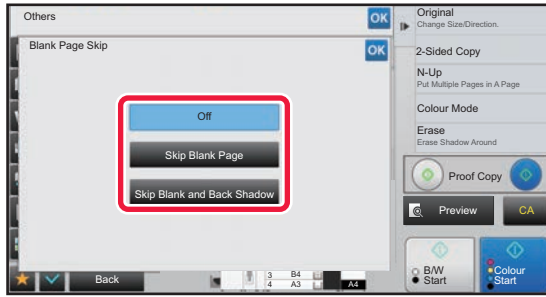 Others
OK
Blank Page Skip
OK
Off
Skip Blank Page
Skip Blank and Back Shadow
Back
3 B4
4 A3
A4
Original
Change Size/Direction.
2-Sided Copy
N-Up
Put Multiple Pages in A Page
Colour Mode
Erase
Erase Shadow Around
Proof Copy
Preview
CA
B/W
Start
Colour
Start